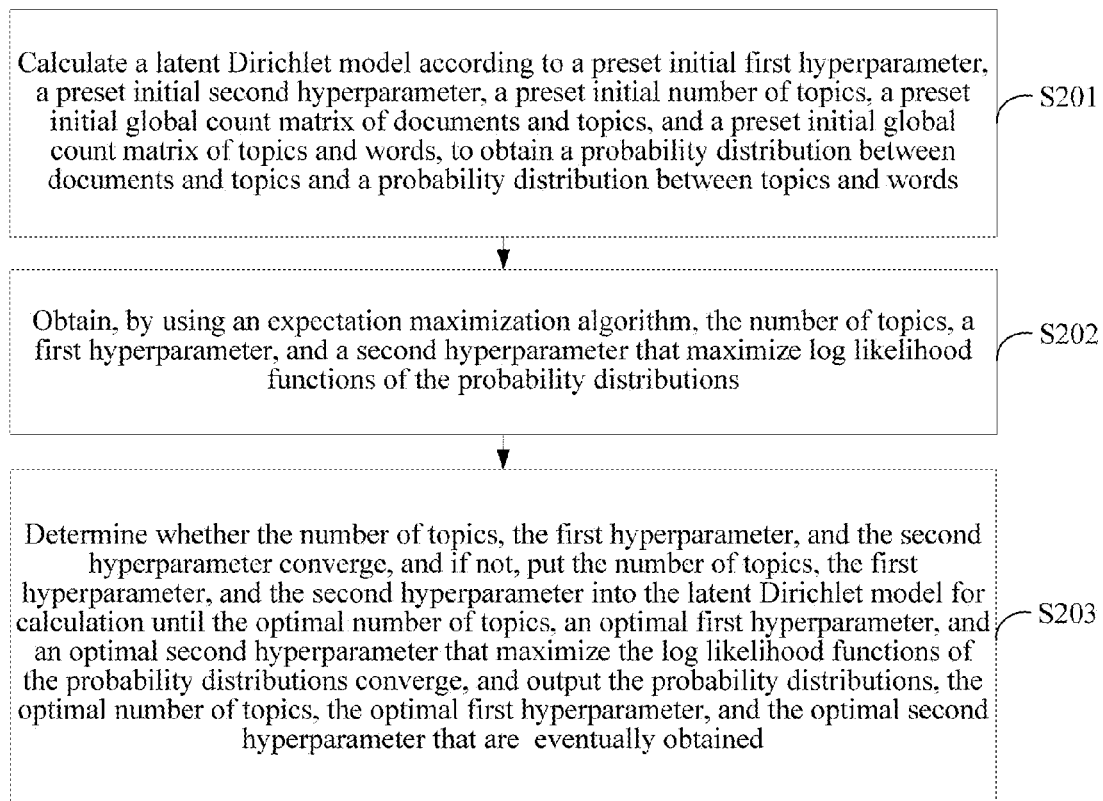 Calculate a latent Dirichlet model according to a preset initial first hyperparameter,
a preset initial second hyperparameter, a preset initial number of topics, a preset
initial global count matrix of documents and topics, and a preset initial global
count matrix of topics and words, to obtain a probability distribution between
documents and topics and a probability distribution between topics and words
S201
Obtain, by using an expectation maximization algorithm, the number of topics, a
first hyperparameter, and a second hyperparameter that maximize log likelihood
functions of the probability distributions
S202
Determine whether the number of topics, the first hyperparameter, and the second
hyperparameter converge, and if not, put the number of topics, the first
hyperparameter, and the second hyperparameter into the latent Dirichlet model for
calculation until the optimal number of topics, an optimal first hyperparameter, and
an optimal second hyperparameter that maximize the log likelihood functions of
the probability distributions converge, and output the probability distributions, the
optimal number of topics, the optimal first hyperparameter, and the optimal second
hyperparameter that are eventually obtained
S203